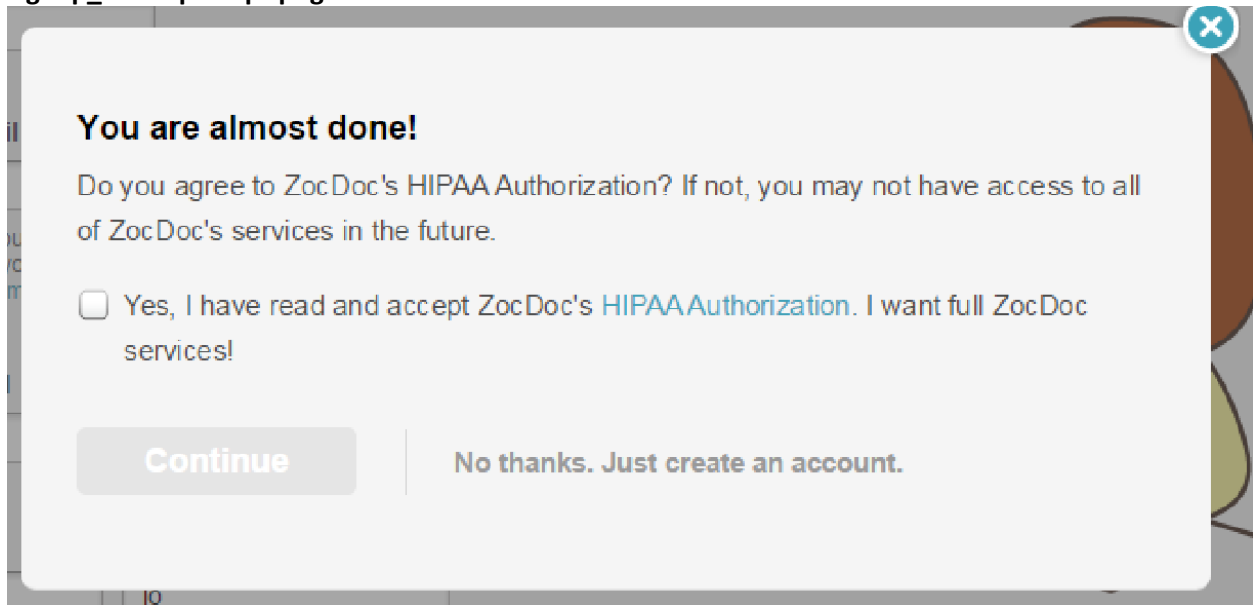 You are almost done!
Do you agree to ZocDoc's HIPAA Authorization? If not, you may not have access to all
of ZocDoc's services in the future.
Yes, I have read and accept ZocDoc's HIPAA Authorization. I want full ZocDoc
services!
Continue
No thanks. Just create an account.